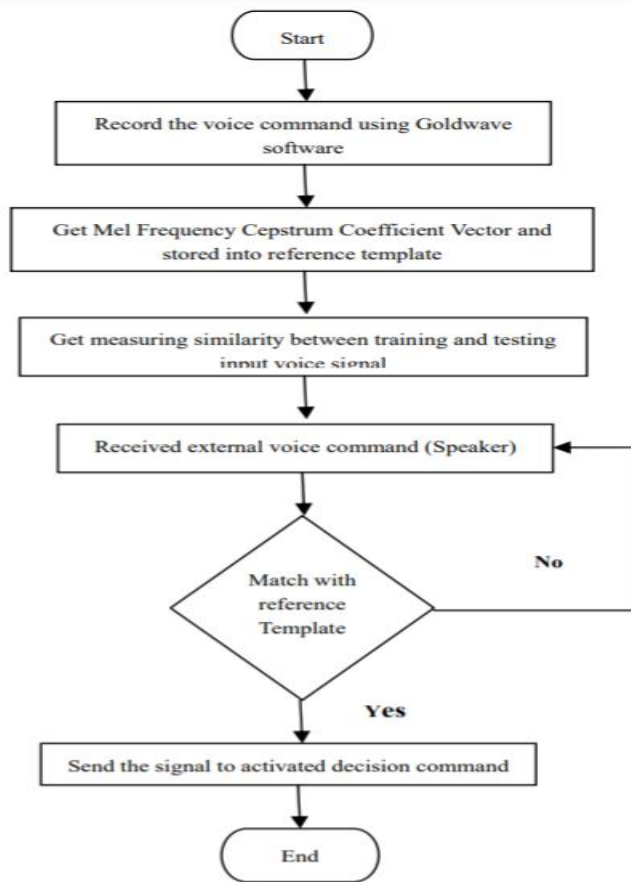 Start
Record the voice command using Goldwave
software
Get Mel Frequency Cepstrum Coefficient Vector and
stored into reference template
Get measuring similarity between training and testing
input voice signal
Received external voice command (Speaker)
No
Match with
reference
Template
Yes
Send the signal to activated decision command
End